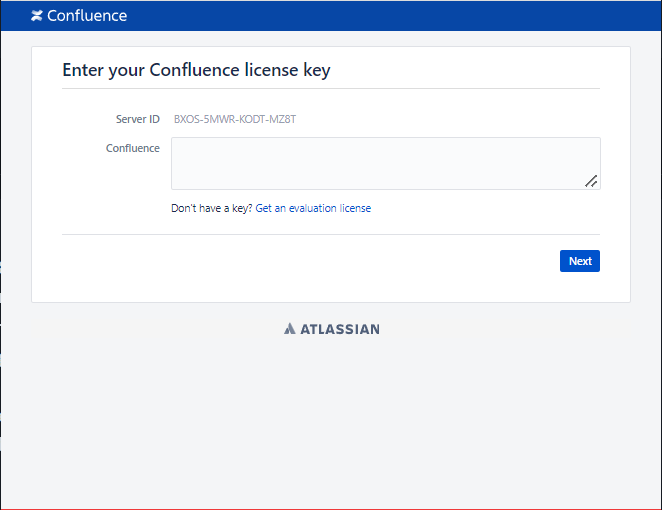 Confluence
Enter your Confluence license key
Server ID BXOS-5MWR-KODT-MZ8T
Confluence
Don't have a key? Get an evaluation license
Next
ATLASSIAN